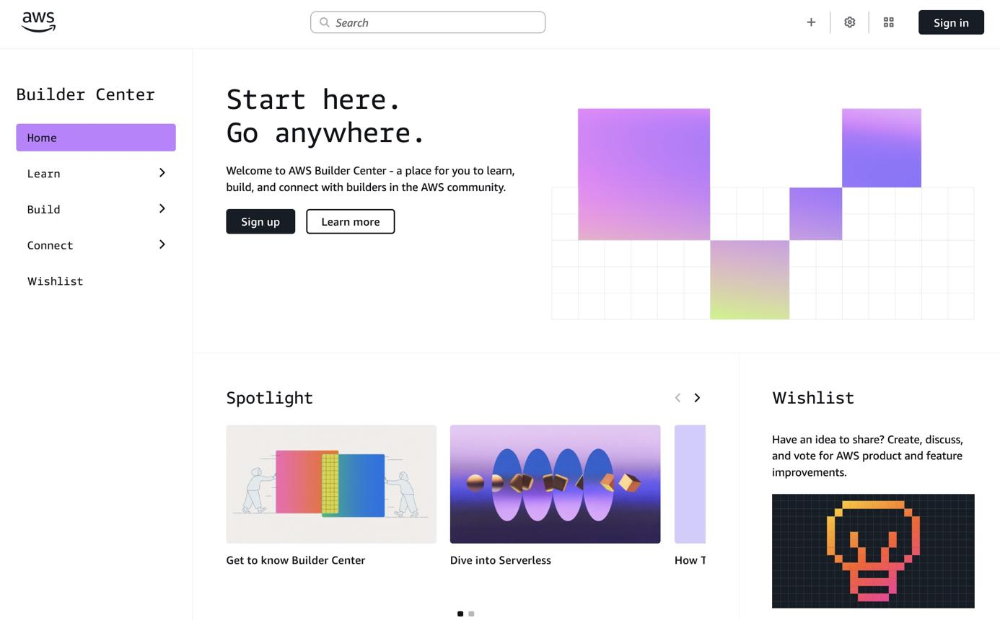 aws
Search
Sign in
Builder Center
Home
Learn
Build
Connect
Wishlist
Start here.
Go anywhere.
Welcome to AWS Builder Center - a place for you to learn,
build, and connect with builders in the AWS community.
Sign up
Learn more
Spotlight
Get to know Builder Center
Dive into Serverless
How T
Wishlist
Have an idea to share? Create, discuss,
and vote for AWS product and feature
improvements.